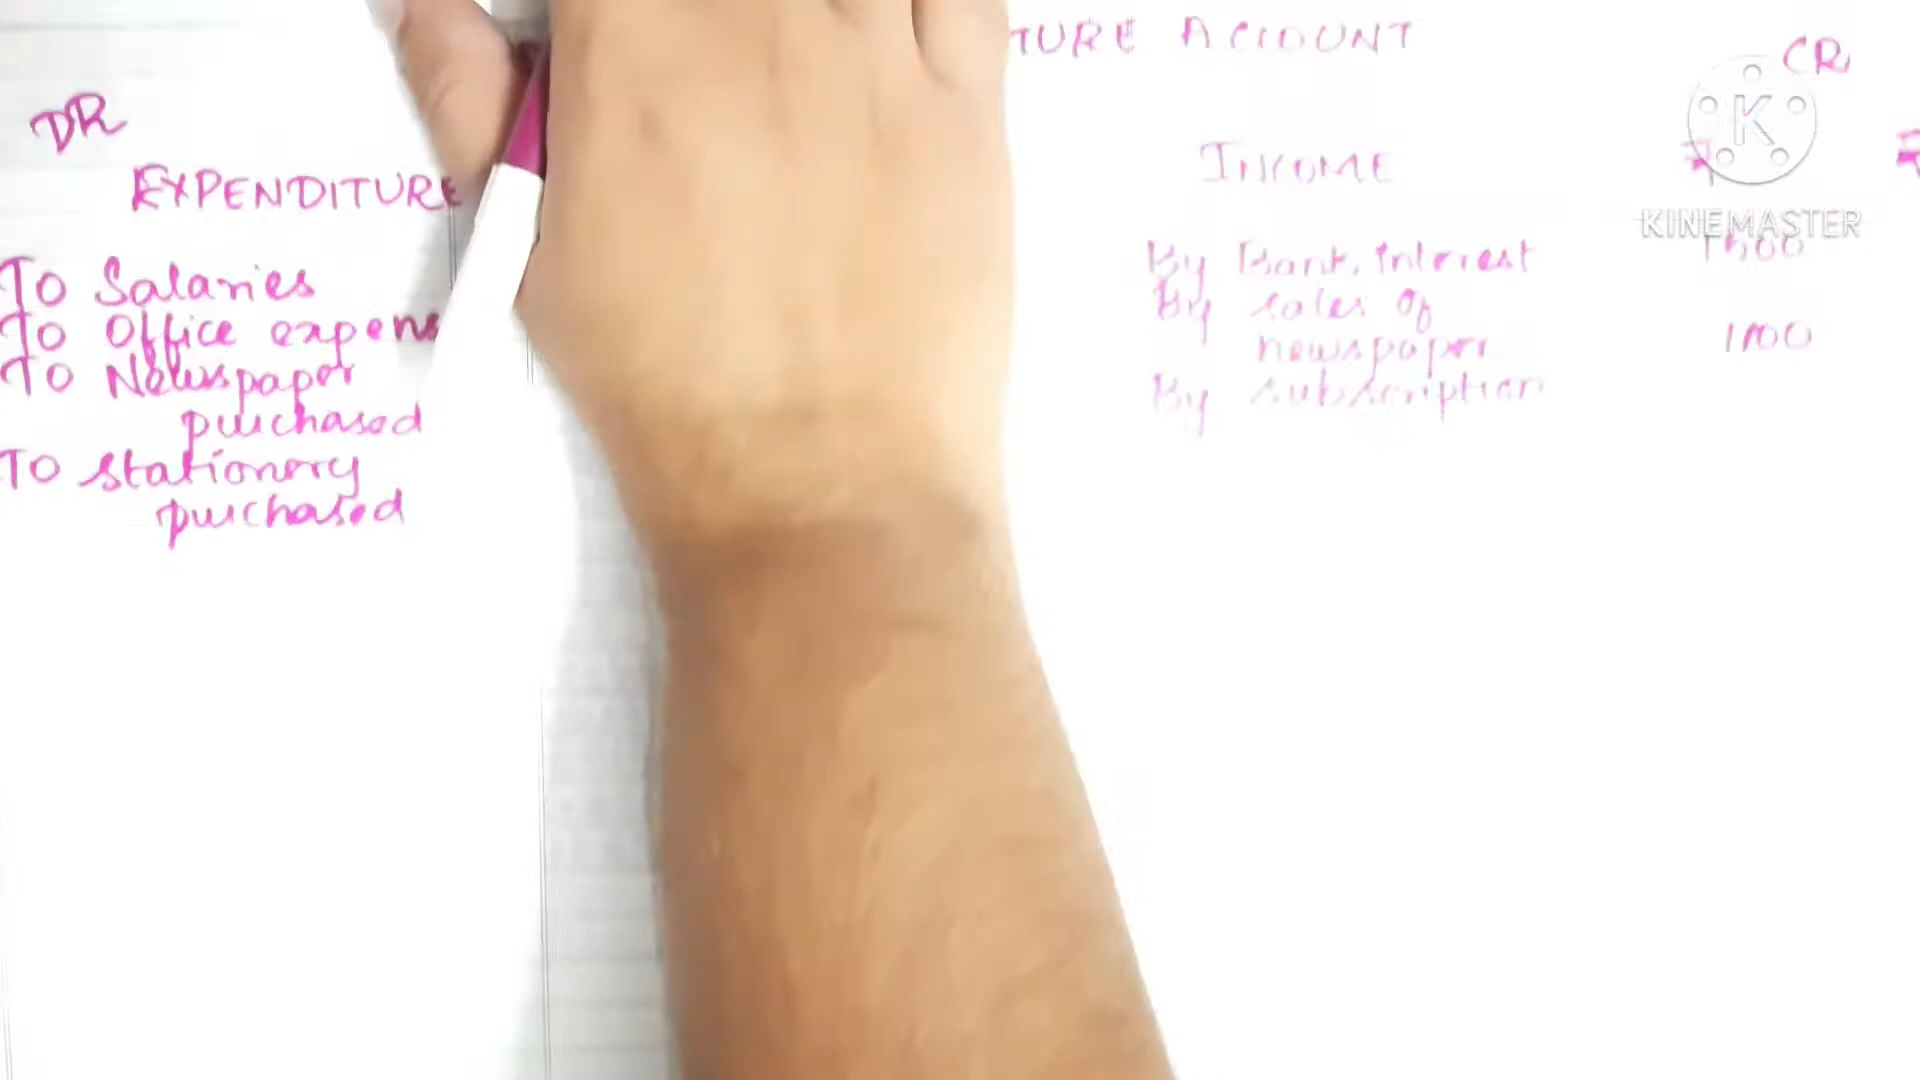 TURE ACCOUNT
DR
CR
EXPENDITURE
INCOME
₹
To Salaries
To Office expens
To Newspaper
purchased
To stationery
purchased
By Bank interest
1500
By sales of
newspaper
By subscription
K
KINEMASTER